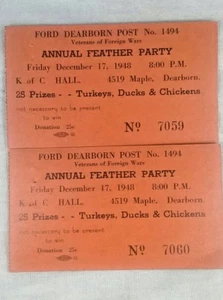 FORD DEARBORN POST No. 1494
Veterans of Foreign Wars
ANNUAL FEATHER PARTY
Friday December 17, 1948 8:00 P.M.
K of C HALL, 4519 Maple, Dearborn.
25 Prizes - - Turkeys, Ducks & Chickens
not necessary to be present
to win
Donation 25c
No 7059
FORD DEARBORN POST No. 1494
Veterans of Foreign Wars
ANNUAL FEATHER PARTY
Friday December 17, 1948 8:00 P.M.
K of C HALL, 4519 Maple, Dearborn.
25 Prizes - - Turkeys, Ducks & Chickens
not necessary to be present
to win
Donation 25c
No 7060